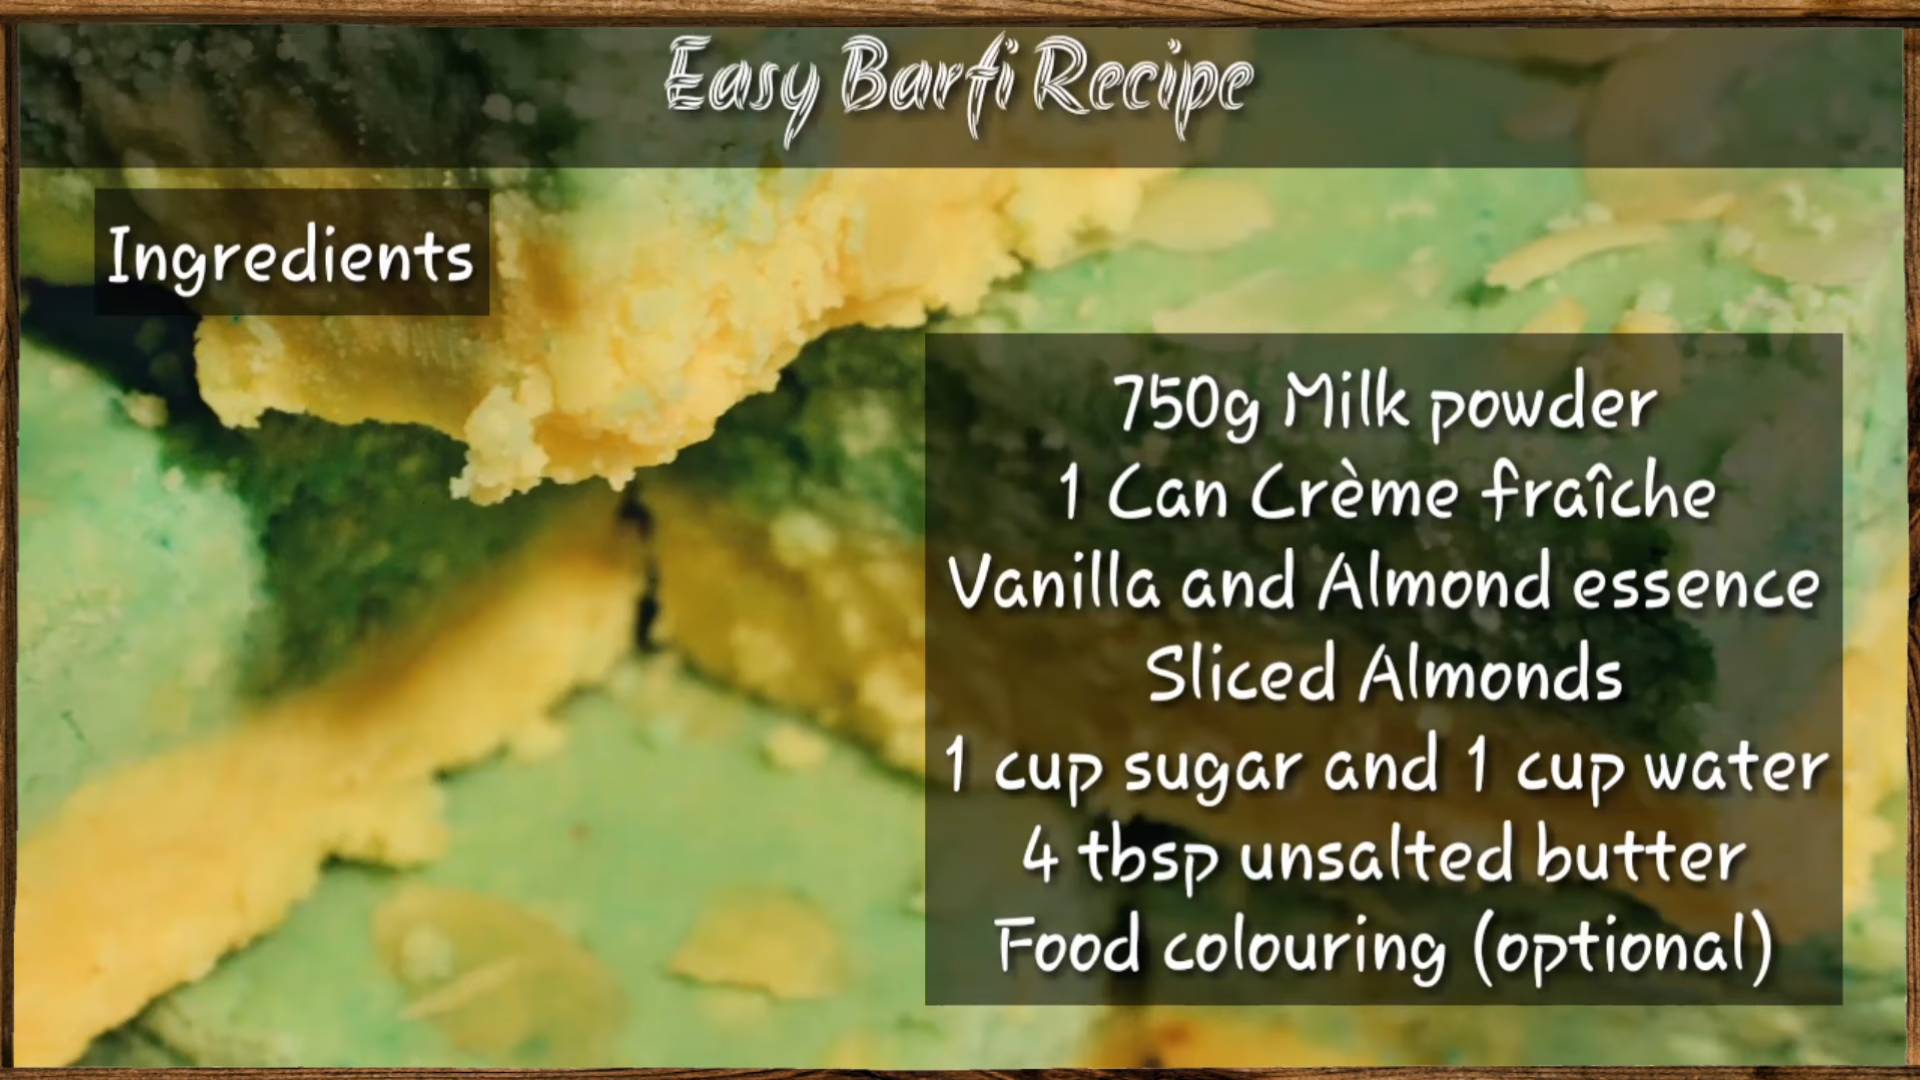 Easy Barfi Recipe
Ingredients
750g Milk powder
1 Can Crème fraîche
Vanilla and Almond essence
Sliced Almonds
1 cup sugar and 1 cup water
4 tbsp unsalted butter
Food colouring (optional)